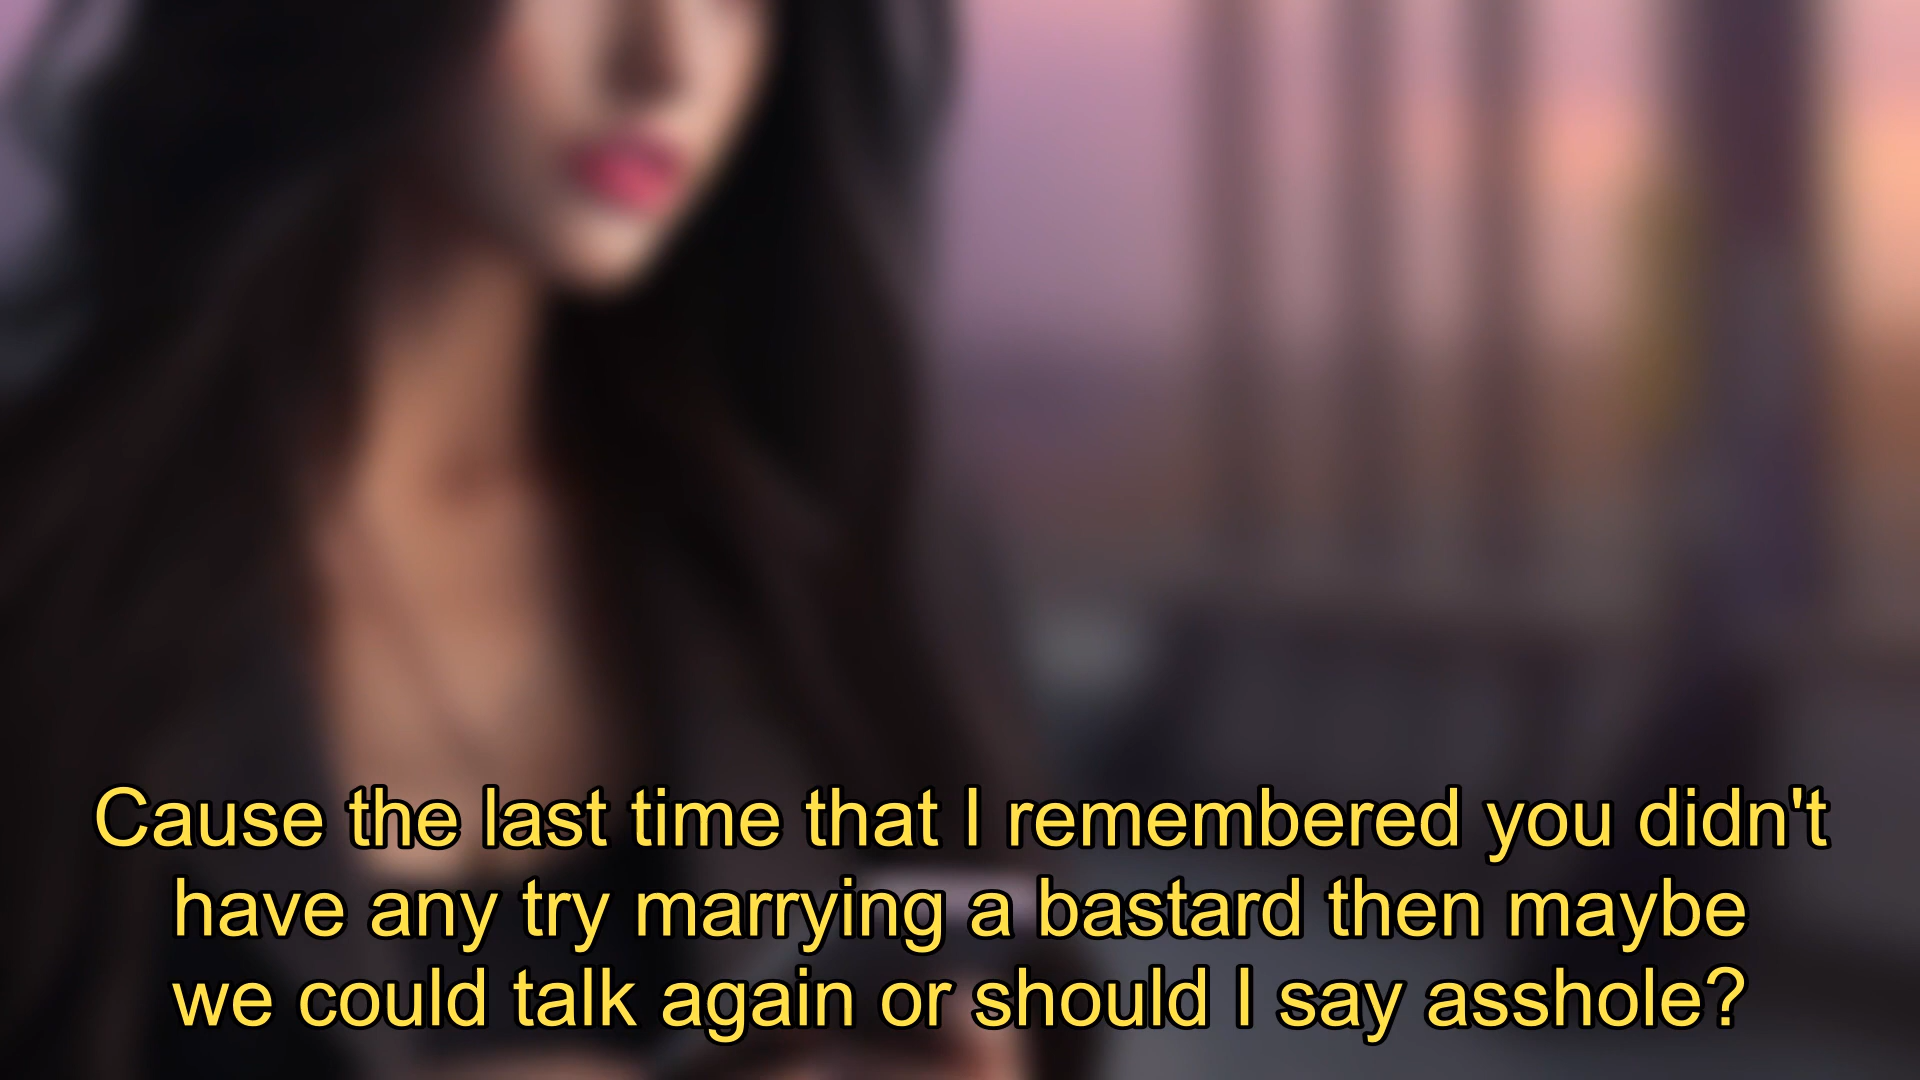 Cause the last time that I remembered you didn't
have any try marrying a bastard then maybe
we could talk again or should I say asshole?